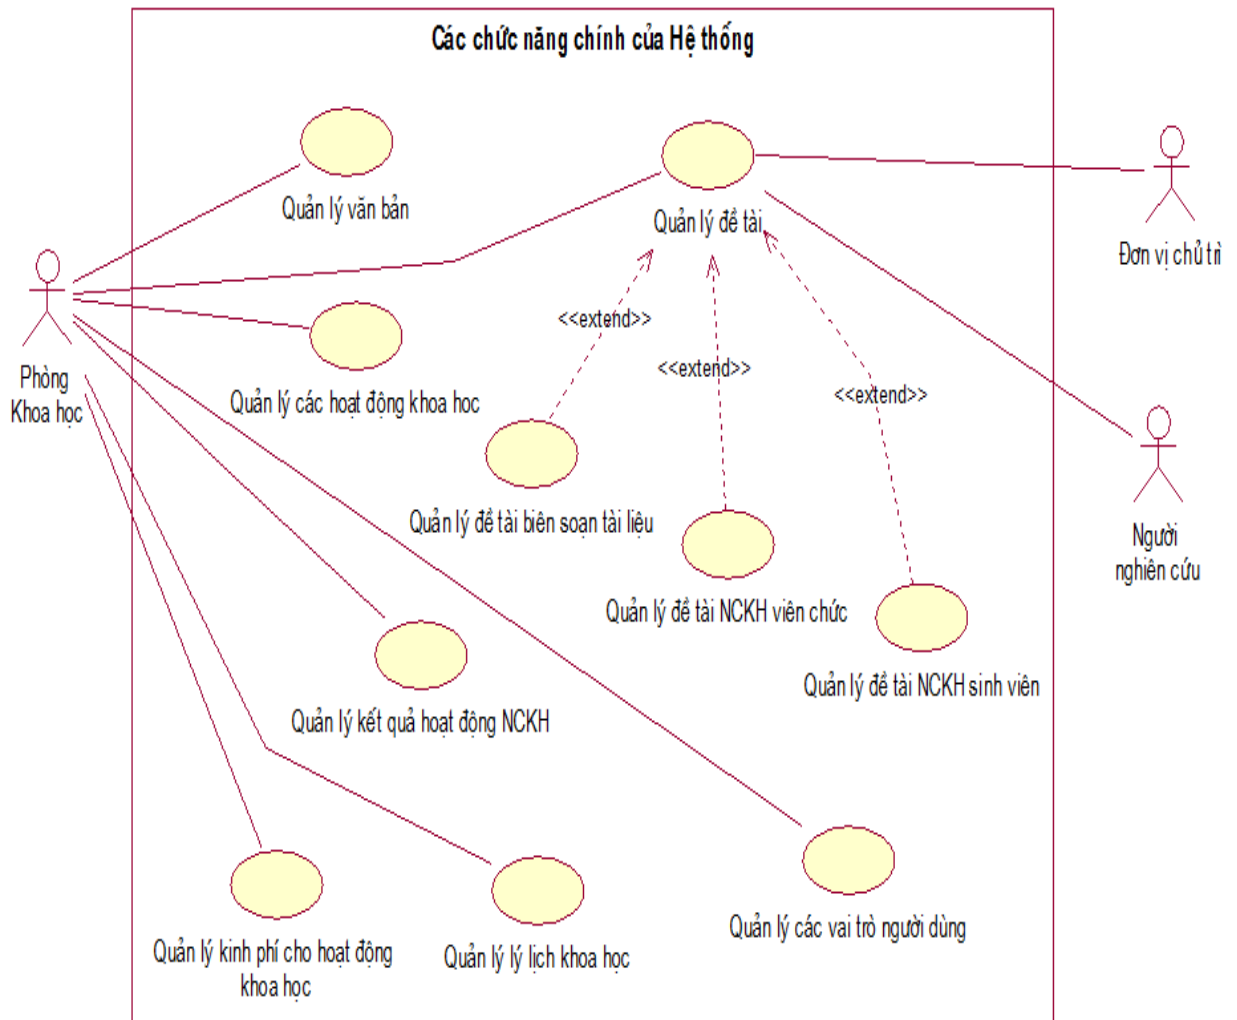 Các chức năng chính của Hệ thống
Quản lý văn bản
Quản lý đề tài
Đơn vị chủ trì
<<extend>>
<<extend>>
<<extend>>
Phòng
Khoa học
Quản lý các hoạt động khoa hoc
Quản lý đề tài biên soạn tài liệu
Người
nghiên cứu
Quản lý đề tài NCKH viên chức
Quản lý đề tài NCKH sinh viên
Quản lý kết quả hoạt động NCKH
Quản lý các vai trò người dùng
Quản lý kinh phí cho hoạt động
khoa học
Quản lý lý lịch khoa học